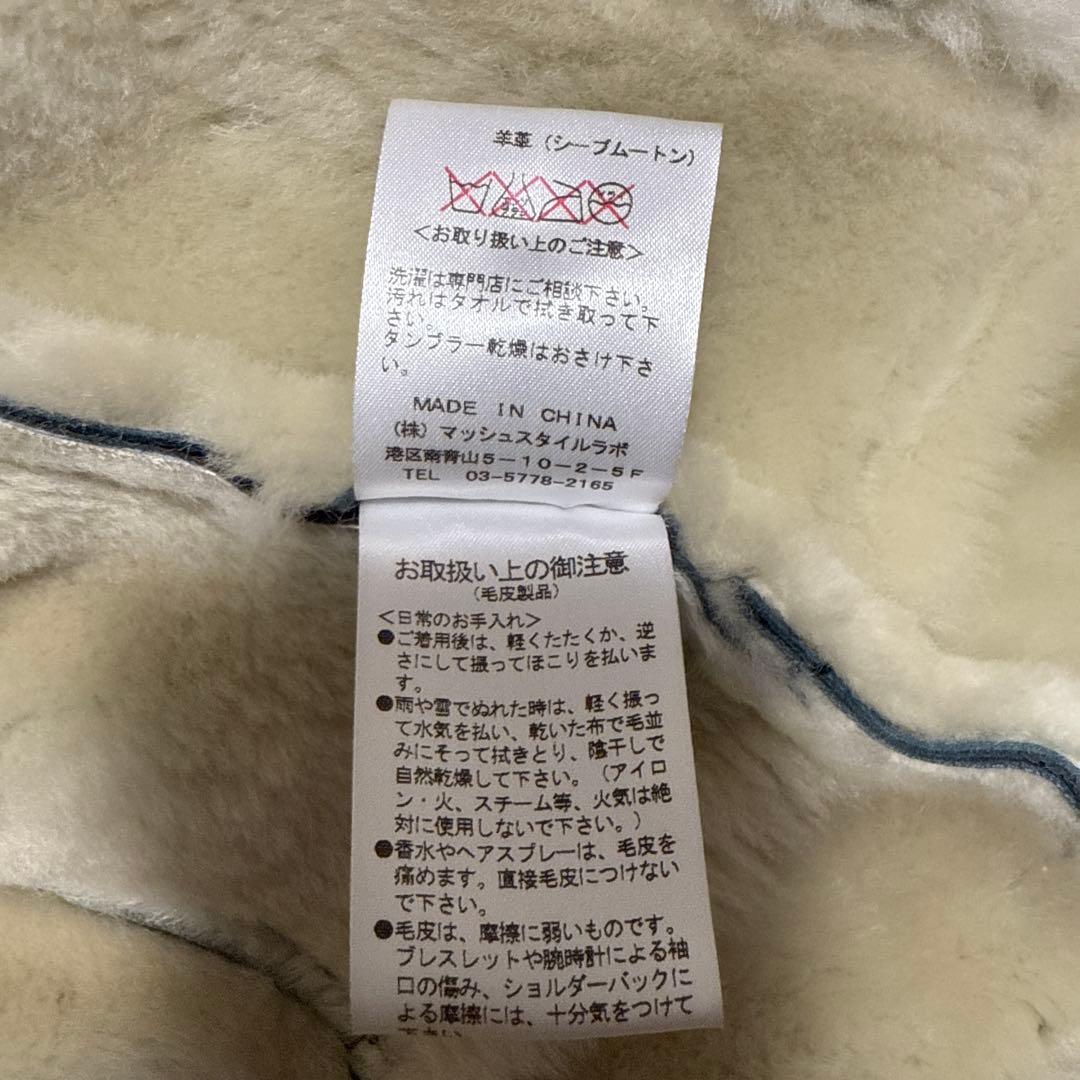 羊革（シープムートン）
＜お取り扱い上のご注意＞
洗濯は専門店にご相談下さい。
汚れはタオルで拭き取って下
さい。
タンブラー乾燥はおさけ下さ
い。
MADE IN CHINA
（株）マッシュスタイルラボ
港区南青山5－10－2－5F
TEL 03-5778-2165
お取扱い上の御注意
（毛皮製品）
＜日常のお手入れ＞
●ご着用後は、軽くたたくか、逆
さにして振ってほこりを払いま
す。
●雨や雪でぬれた時は、軽く振っ
て水気を払い、乾いた布で毛並
みにそって拭きとり、陰干しで
自然乾燥して下さい。（アイロ
ン・火、スチーム等、火気は絶
対に使用しないで下さい。）
●香水やヘアスプレーは、毛皮を
痛めます。直接毛皮につけない
で下さい。
●毛皮は、摩擦に弱いものです。
ブレスレットや腕時計による袖
口の傷み、ショルダーバックに
よる摩擦には、十分気をつけて
下さい